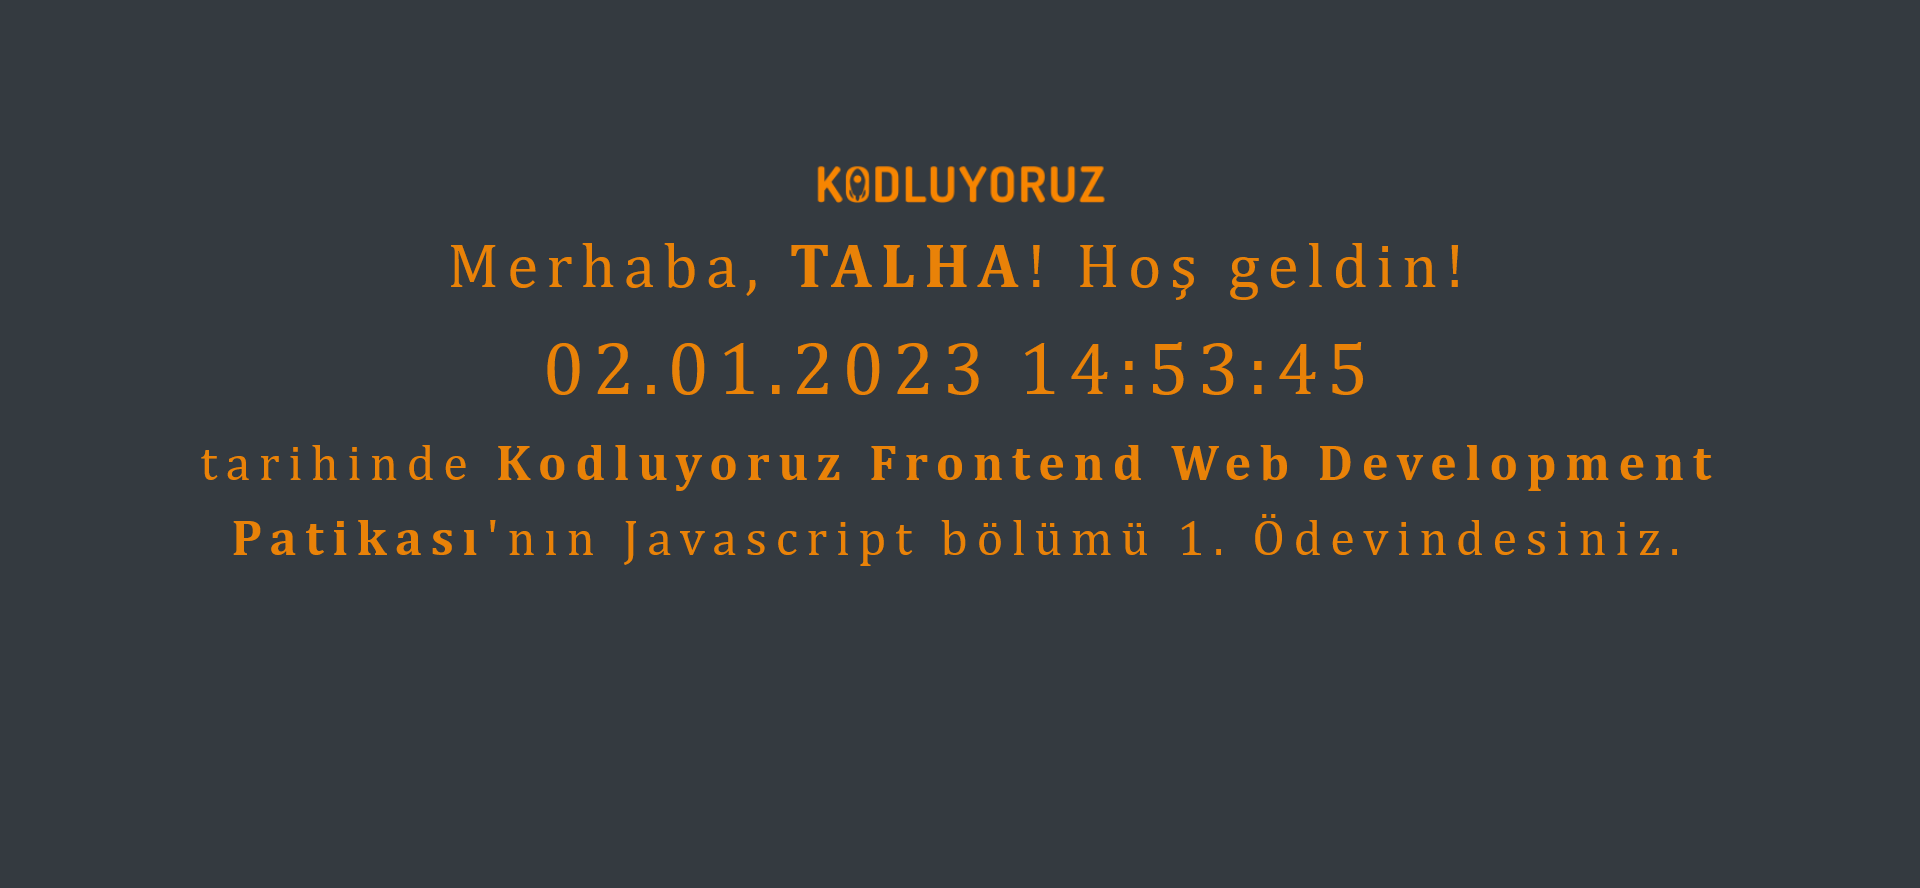 KODLUYORUZ
Merhaba, TALHA! Hoş geldin!
02.01.2023 14:53:45
tarihinde Kodluyoruz Frontend Web Development
Patikası'nın Javascript bölümü 1. Ödevindesiniz.